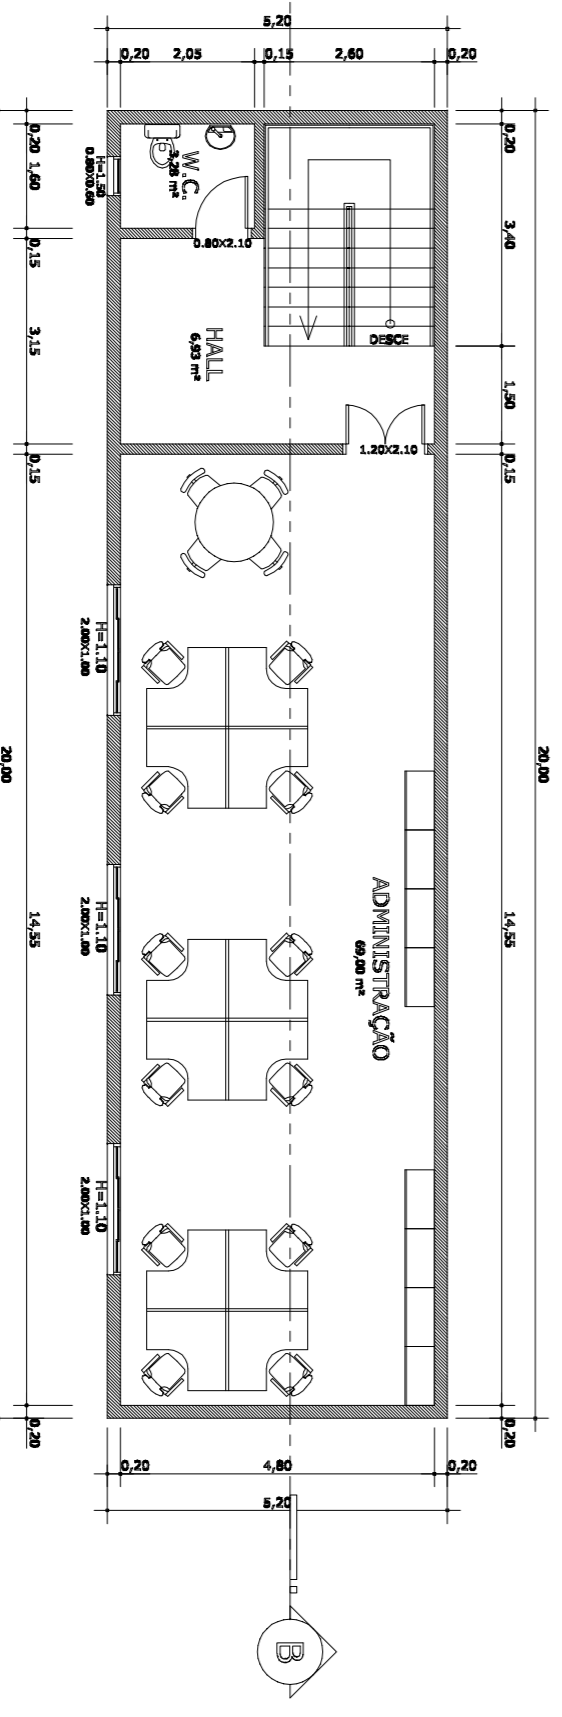 5,20
0,20 2,05 0,15 2,60 0,20
0,20
1,60
0,15
3,15
0,15
14,55
0,20
20,00
0,20
3,40
1,50
0,15
14,55
0,20
20,00
W.C.
3,28 m²
H=1.50
0.80X0.60
0.80X2.10
HALL
6,93 m²
DESCE
1.20X2.10
H=1.10
2.00X1.00
ADMINISTRAÇÃO
69,00 m²
H=1.10
2.00X1.00
H=1.10
2.00X1.00
0,20 4,80 0,20
5,20
B